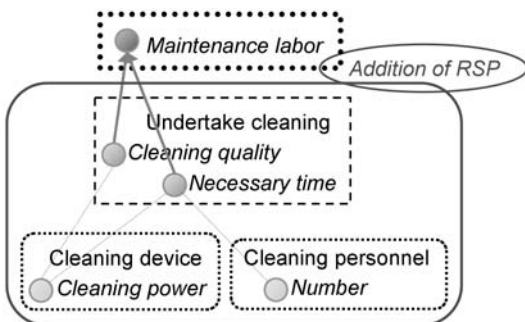 Maintenance labor
Addition of RSP
Undertake cleaning
Cleaning quality
Necessary time
Cleaning device
Cleaning power
Cleaning personnel
Number